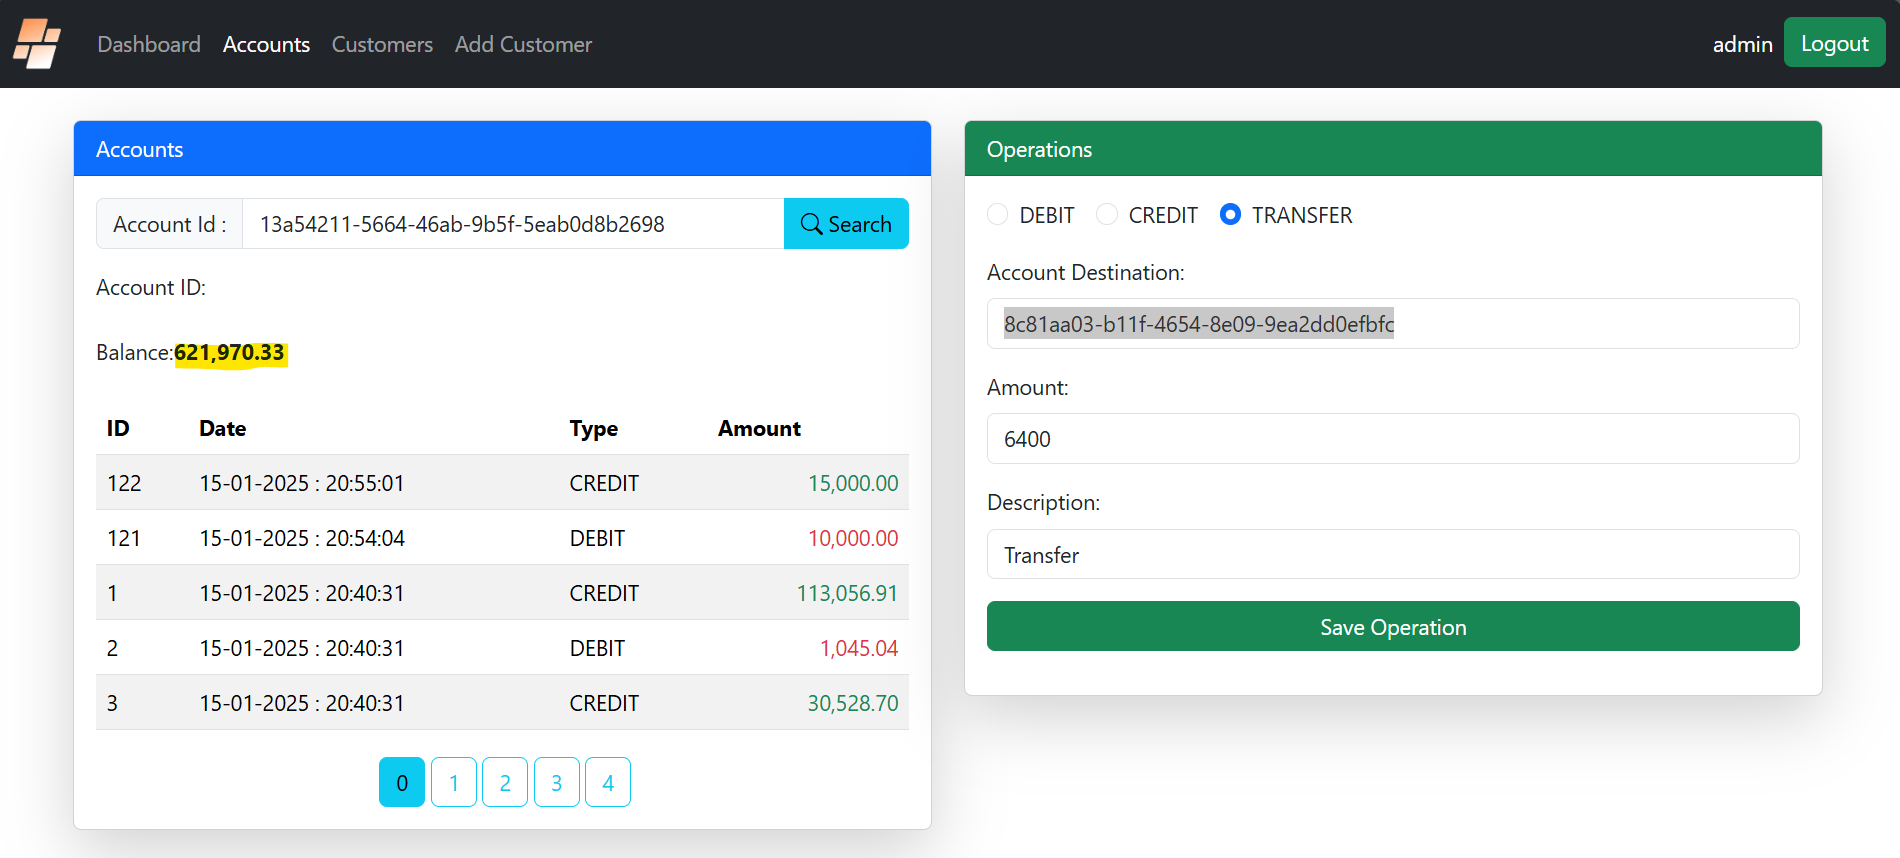 Dashboard Accounts Customers Add Customer admin Logout
Accounts
Account Id : 13a54211-5664-46ab-9b5f-5eab0d8b2698 Search
Account ID:
Balance:621,970.33
ID Date Type Amount
122 15-01-2025 : 20:55:01 CREDIT 15,000.00
121 15-01-2025 : 20:54:04 DEBIT 10,000.00
1 15-01-2025 : 20:40:31 CREDIT 113,056.91
2 15-01-2025 : 20:40:31 DEBIT 1,045.04
3 15-01-2025 : 20:40:31 CREDIT 30,528.70
0 1 2 3 4
Operations
DEBIT CREDIT TRANSFER
Account Destination:
8c81aa03-b11f-4654-8e09-9ea2dd0efbfc
Amount:
6400
Description:
Transfer
Save Operation